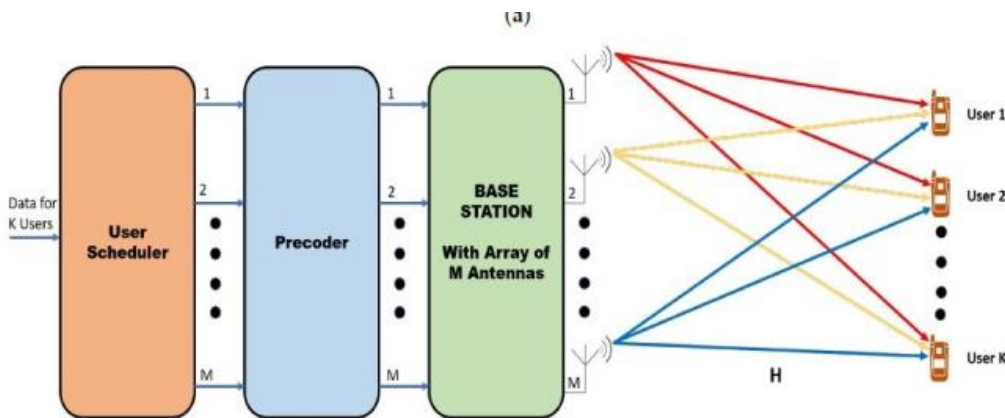 (a)
Data for
K Users
User
Scheduler
1
2
M
Precoder
1
2
M
BASE
STATION
With Array of
M Antennas
1
2
M
H
User 1
User 2
User K